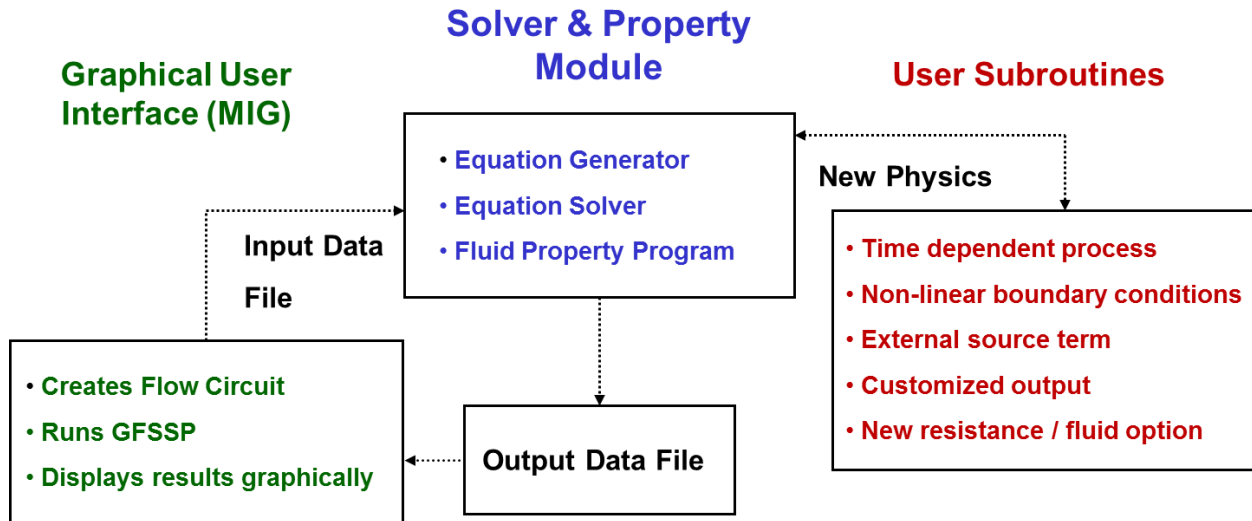 Solver & Property
Module
Graphical User
Interface (MIG)
User Subroutines
• Equation Generator
• Equation Solver
• Fluid Property Program
New Physics
Input Data
File
• Time dependent process
• Non-linear boundary conditions
• External source term
• Customized output
• New resistance / fluid option
• Creates Flow Circuit
• Runs GFSSP
• Displays results graphically
Output Data File